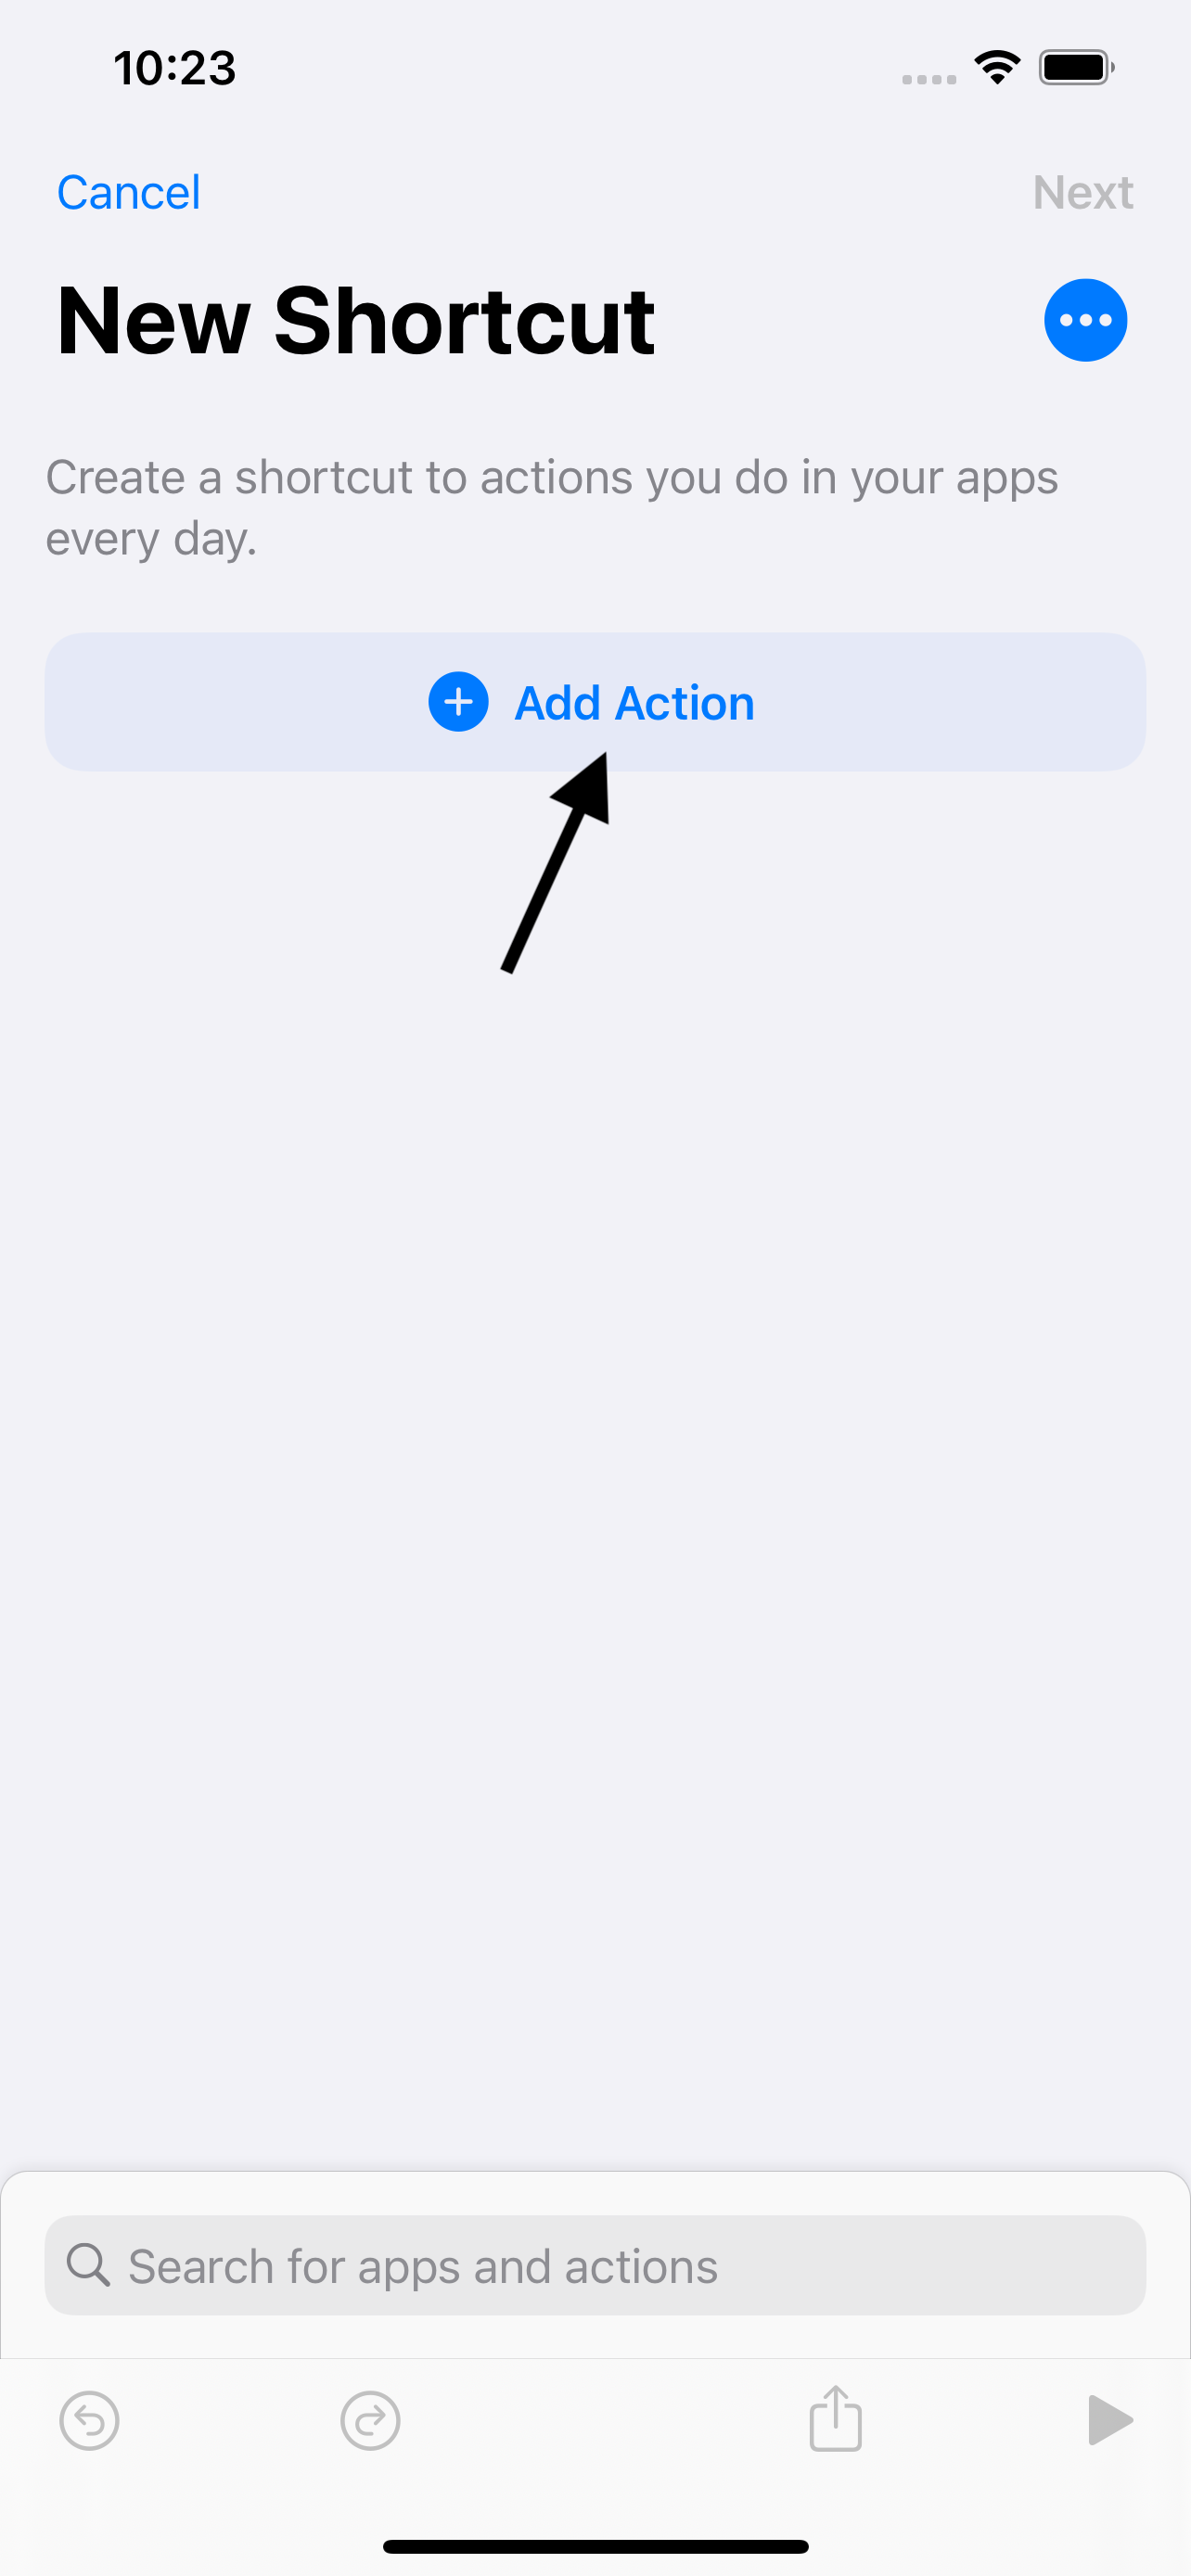 10:23
Cancel
Next
New Shortcut
Create a shortcut to actions you do in your apps
every day.
Add Action
Search for apps and actions